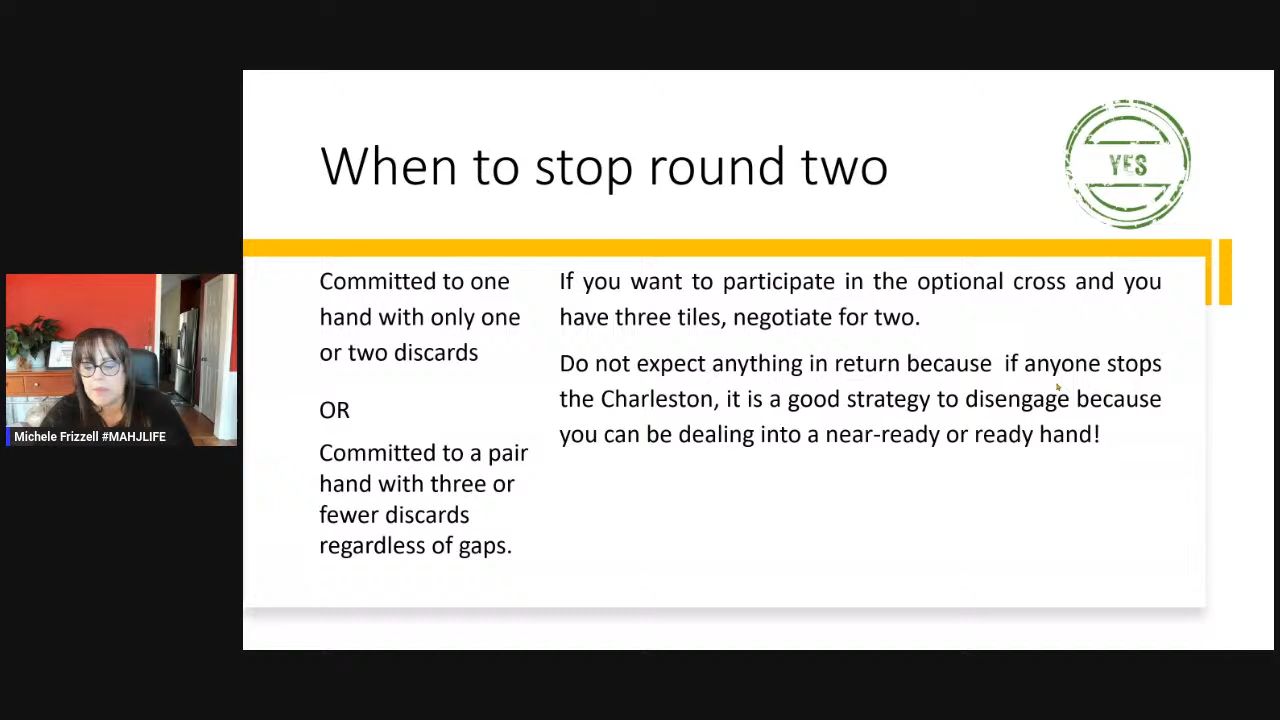 When to stop round two
YES
Committed to one
hand with only one
or two discards
OR
Committed to a pair
hand with three or
fewer discards
regardless of gaps.
If you want to participate in the optional cross and you
have three tiles, negotiate for two.
Do not expect anything in return because if anyone stops
the Charleston, it is a good strategy to disengage because
you can be dealing into a near-ready or ready hand!
Michele Frizzell #MAHJLIFE